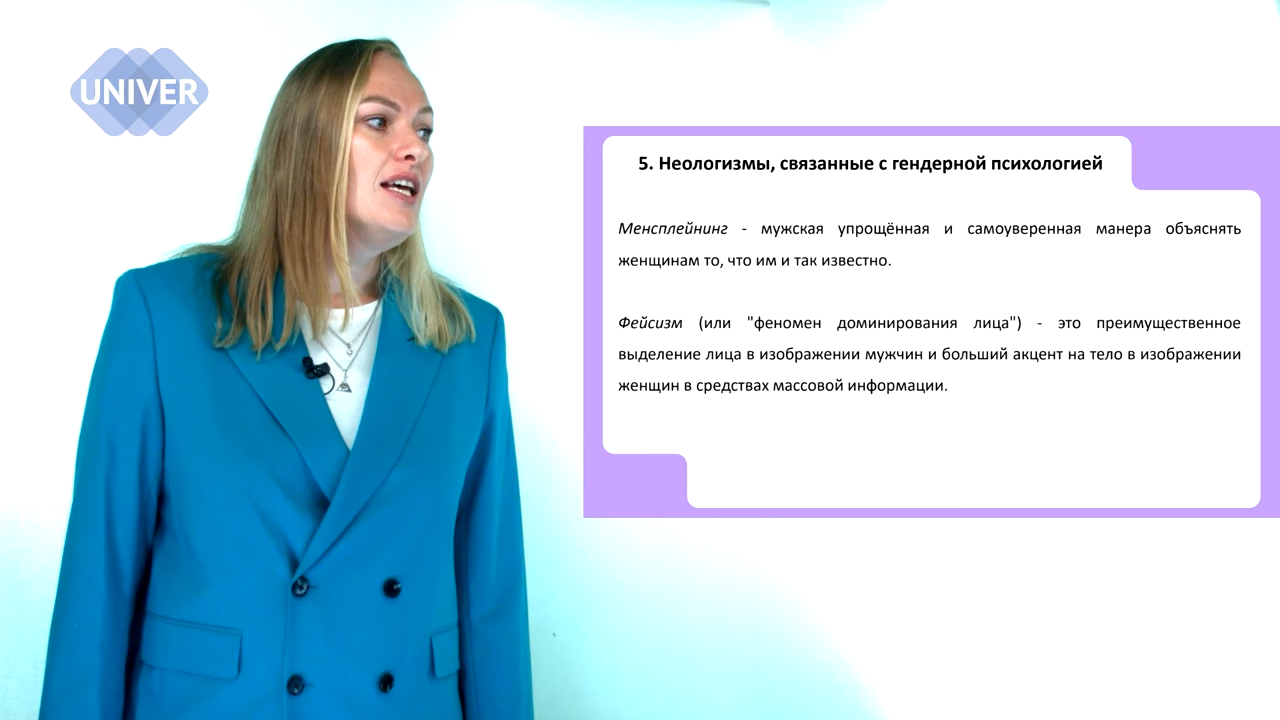 UNIVER
5. Неологизмы, связанные с гендерной психологией
Менсплейнинг - мужская упрощённая и самоуверенная манера объяснять
женщинам то, что им и так известно.
Фейсизм (или "феномен доминирования лица") - это преимущественное
выделение лица в изображении мужчин и больший акцент на тело в изображении
женщин в средствах массовой информации.